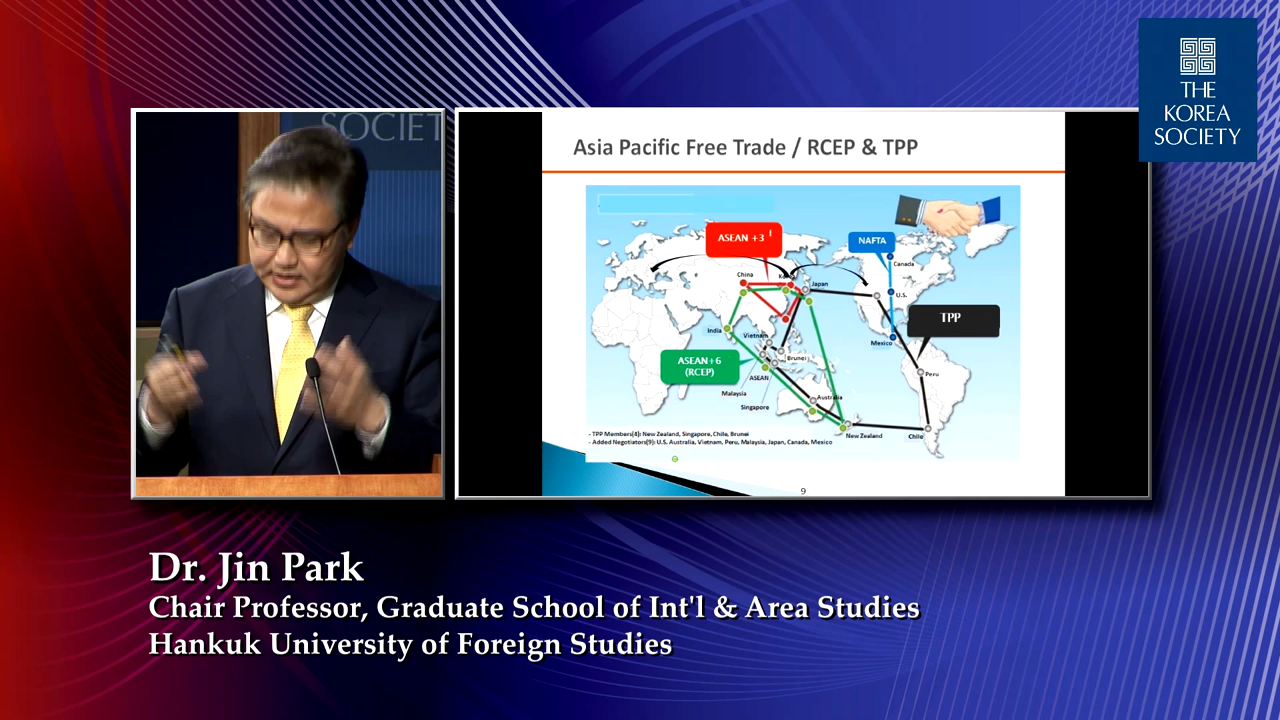 THE
KOREA
SOCIETY
SOCIET
Asia Pacific Free Trade / RCEP & TPP
ASEAN +3
NAFTA
Canada
China
Japan
U.S.
TPP
India
Vietnam
Mexico
ASEAN+6
(RCEP)
Brunei
ASEAN
Peru
Malaysia
Australia
Singapore
New Zealand
Chile
- TPP Members(4): New Zealand, Singapore, Chile, Brunei
- Added Negotiators(9): U.S. Australia, Vietnam, Peru, Malaysia, Japan, Canada, Mexico
9
Dr. Jin Park
Chair Professor, Graduate School of Int'l & Area Studies
Hankuk University of Foreign Studies